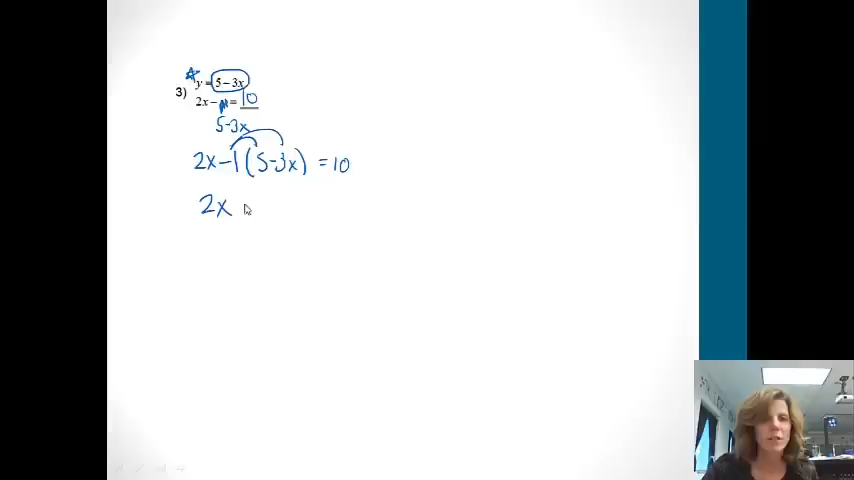 y = 5 - 3x
3)
2x - y = 10
5-3x
2x - 1 ( 5 - 3x ) = 10
2x